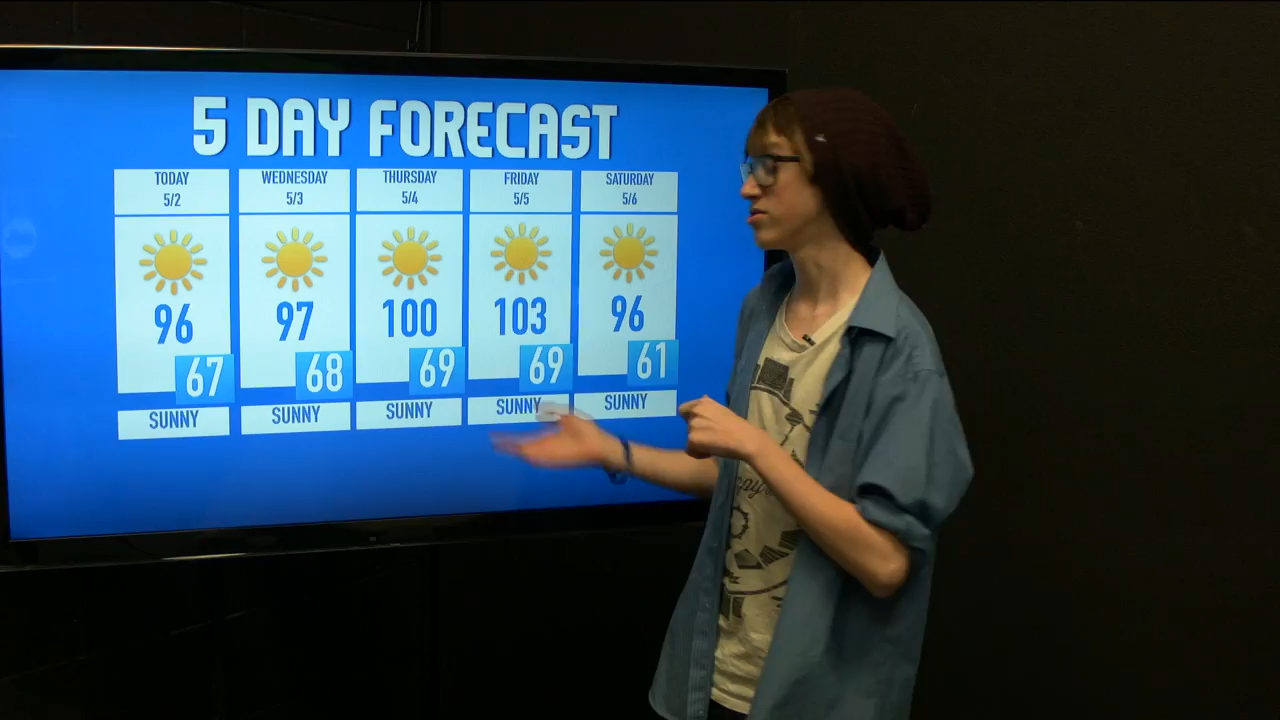 5 DAY FORECAST
TODAY
5/2
96
67
SUNNY
WEDNESDAY
5/3
97
68
SUNNY
THURSDAY
5/4
100
69
SUNNY
FRIDAY
5/5
103
69
SUNNY
SATURDAY
5/6
96
61
SUNNY